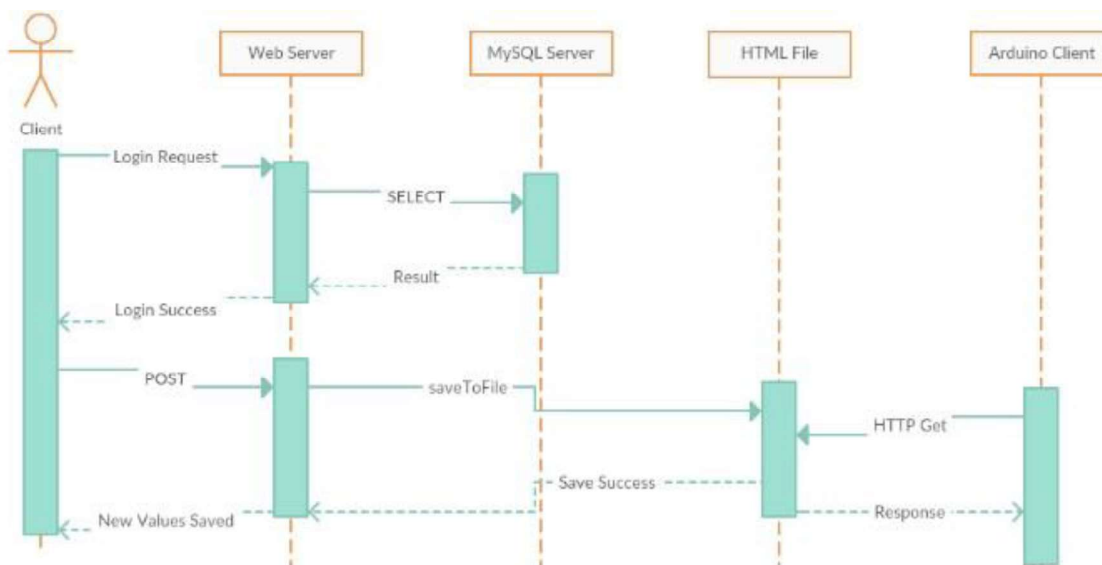 Web Server
MySQL Server
HTML File
Arduino Client
Client
Login Request
SELECT
Result
Login Success
POST
saveToFile
HTTP Get
Save Success
Response
New Values Saved